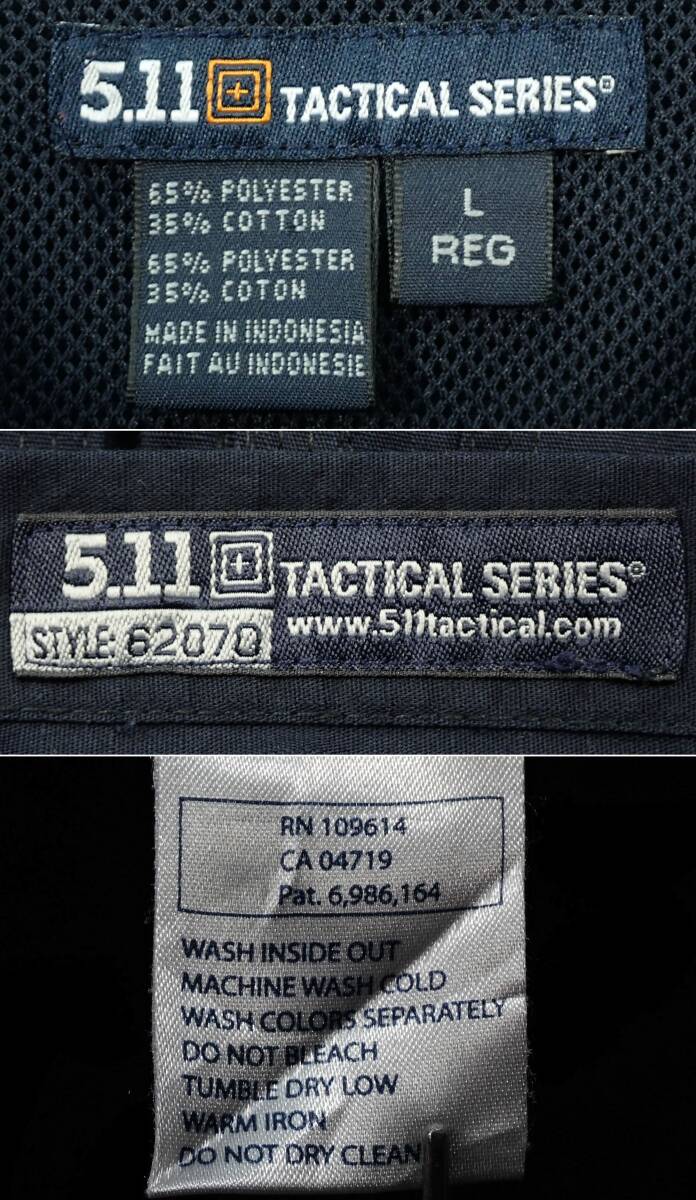 5.11 TACTICAL SERIES®
65% POLYESTER
35% COTTON
65% POLYESTER
35% COTON
MADE IN INDONESIA
FAIT AU INDONESIE
L
REG
5.11 TACTICAL SERIES®
STYLE: 62070
www.511tactical.com
RN 109614
CA 04719
Pat. 6,986,164
WASH INSIDE OUT
MACHINE WASH COLD
WASH COLORS SEPARATELY
DO NOT BLEACH
TUMBLE DRY LOW
WARM IRON
DO NOT DRY CLEAN